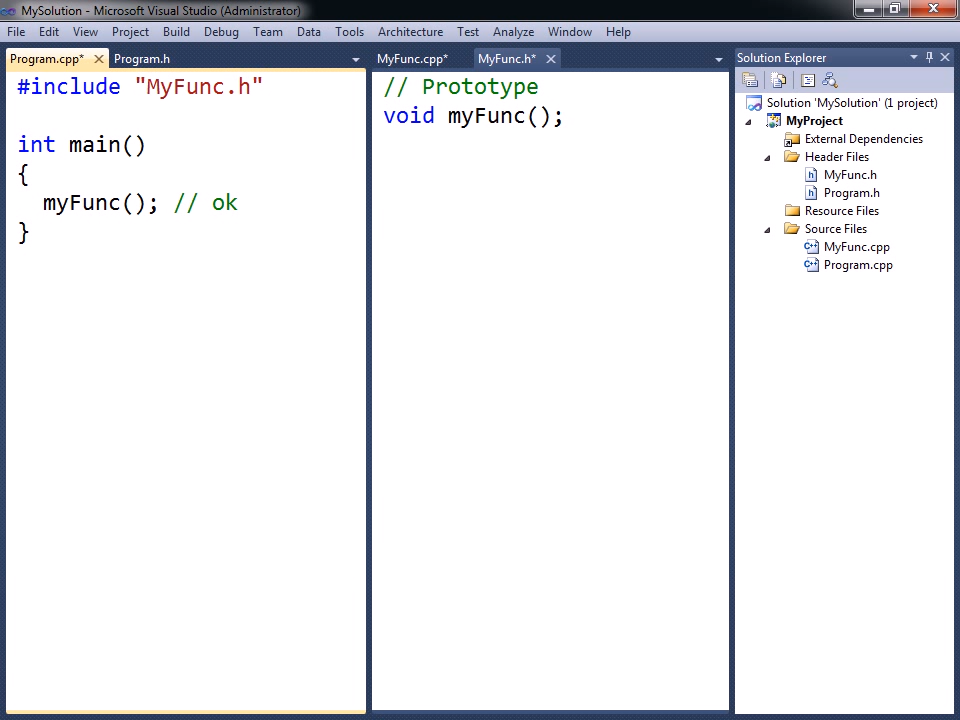 MySolution - Microsoft Visual Studio (Administrator)
File Edit View Project Build Debug Team Data Tools Architecture Test Analyze Window Help
Program.cpp* Program.h
#include "MyFunc.h"
int main()
{
myFunc(); // ok
}
MyFunc.cpp* MyFunc.h*
// Prototype
void myFunc();
Solution Explorer
Solution 'MySolution' (1 project)
MyProject
External Dependencies
Header Files
MyFunc.h
Program.h
Resource Files
Source Files
MyFunc.cpp
Program.cpp